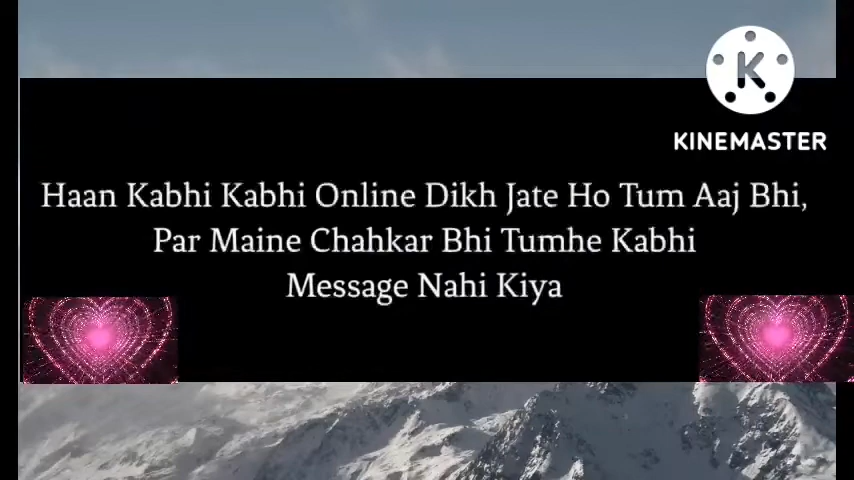 KINEMASTER
Haan Kabhi Kabhi Online Dikh Jate Ho Tum Aaj Bhi,
Par Maine Chahkar Bhi Tumhe Kabhi
Message Nahi Kiya